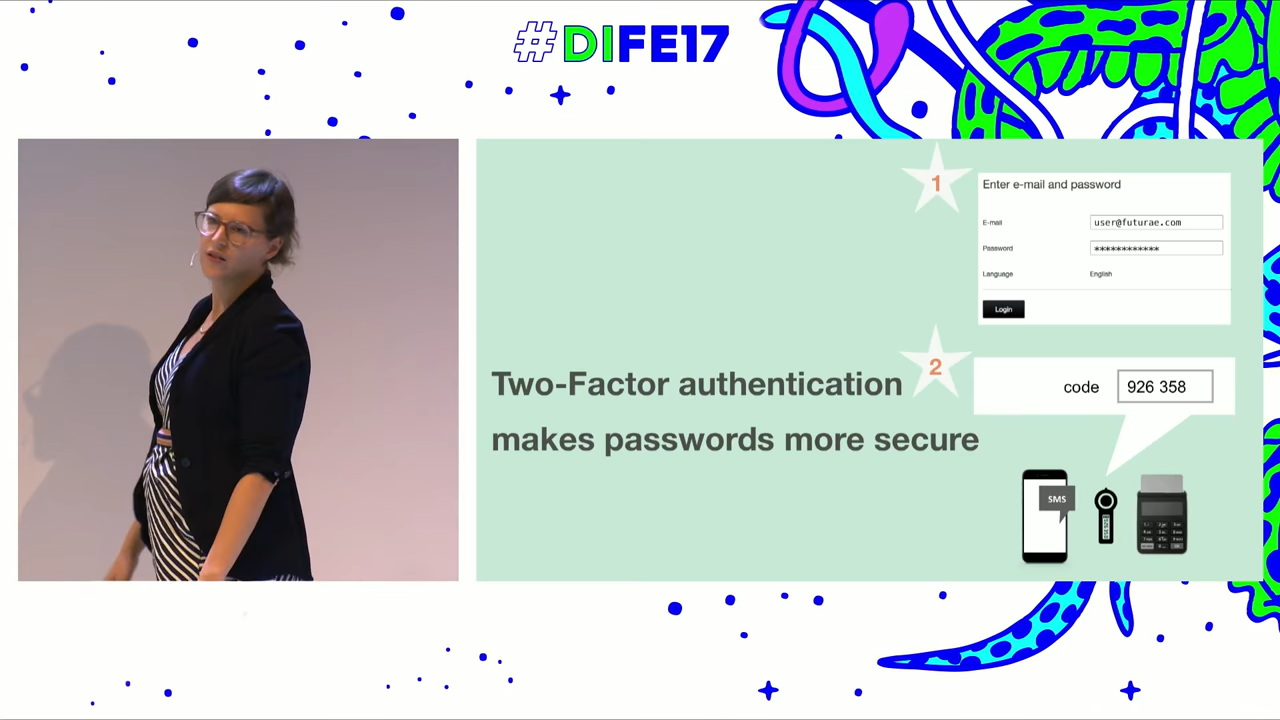 #DIFE17
1
Enter e-mail and password
E-mail user@futurae.com
Password ************
Language English
Login
2
code 926 358
Two-Factor authentication
makes passwords more secure
SMS